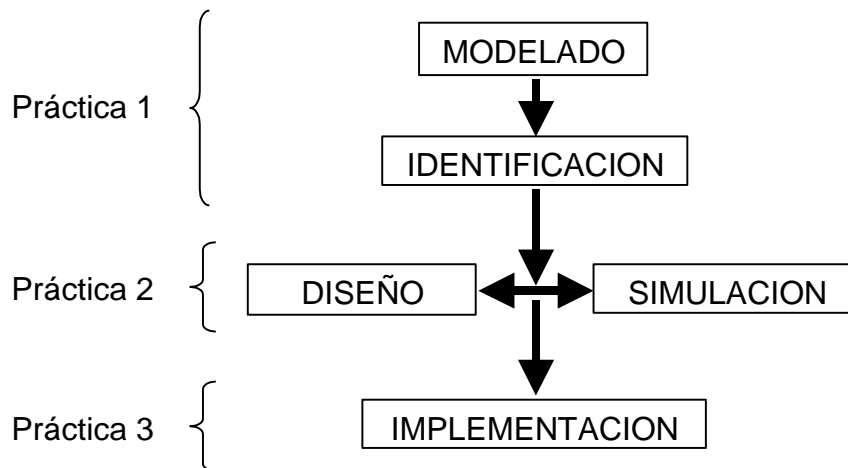 MODELADO
Práctica 1
IDENTIFICACION
Práctica 2
DISEÑO
SIMULACION
Práctica 3
IMPLEMENTACION